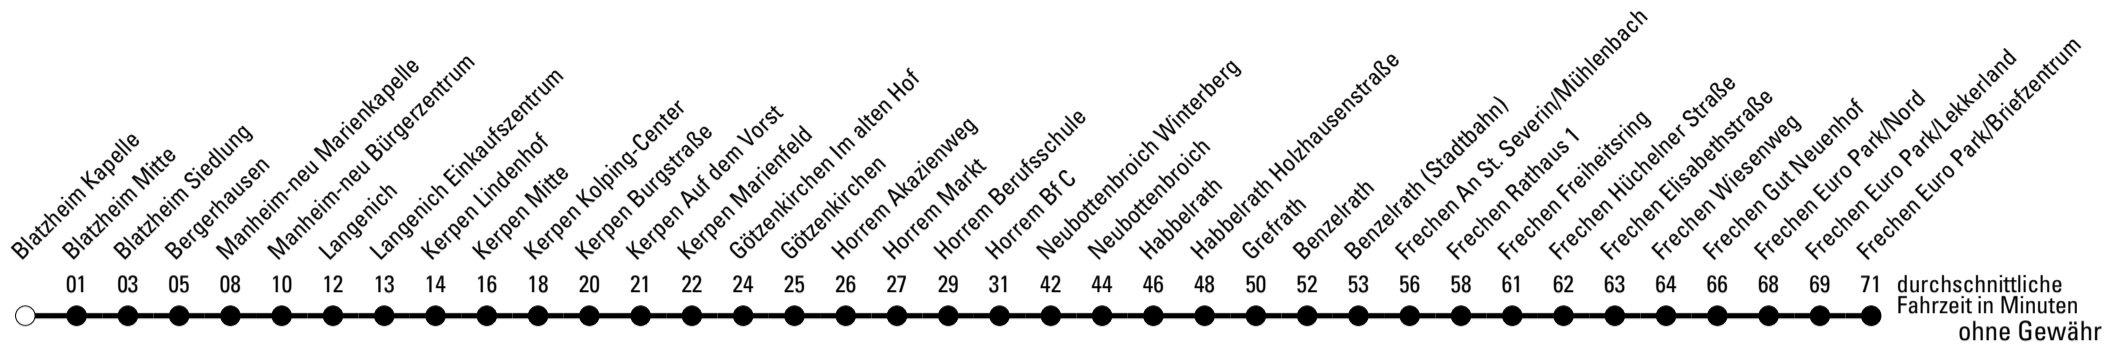 Blatzheim Kapelle
Blatzheim Mitte
Blatzheim Siedlung
Bergerhausen
Manheim-neu Marienkapelle
Manheim-neu Bürgerzentrum
Langenich
Langenich Einkaufszentrum
Kerpen Lindenhof
Kerpen Mitte
Kerpen Kolping-Center
Kerpen Burgstraße
Kerpen Auf dem Vorst
Kerpen Marienfeld
Götzenkirchen Im alten Hof
Götzenkirchen
Horrem Akazienweg
Horrem Markt
Horrem Berufsschule
Horrem Bf C
Neubottenbroich Winterberg
Neubottenbroich
Habbelrath
Habbelrath Holzhausenstraße
Grefrath
Benzelrath
Benzelrath (Stadtbahn)
Frechen An St. Severin/Mühlenbach
Frechen Rathaus 1
Frechen Freiheitsring
Frechen Hüchelner Straße
Frechen Elisabethstraße
Frechen Wiesenweg
Frechen Gut Neuenhof
Frechen Euro Park/Nord
Frechen Euro Park/Lekkerland
Frechen Euro Park/Briefzentrum
01 03 05 08 10 12 13 14 16 18 20 21 22 24 25 26 27 29 31 42 44 46 48 50 52 53 56 58 61 62 63 64 66 68 69 71 durchschnittliche
Fahrzeit in Minuten
ohne Gewähr